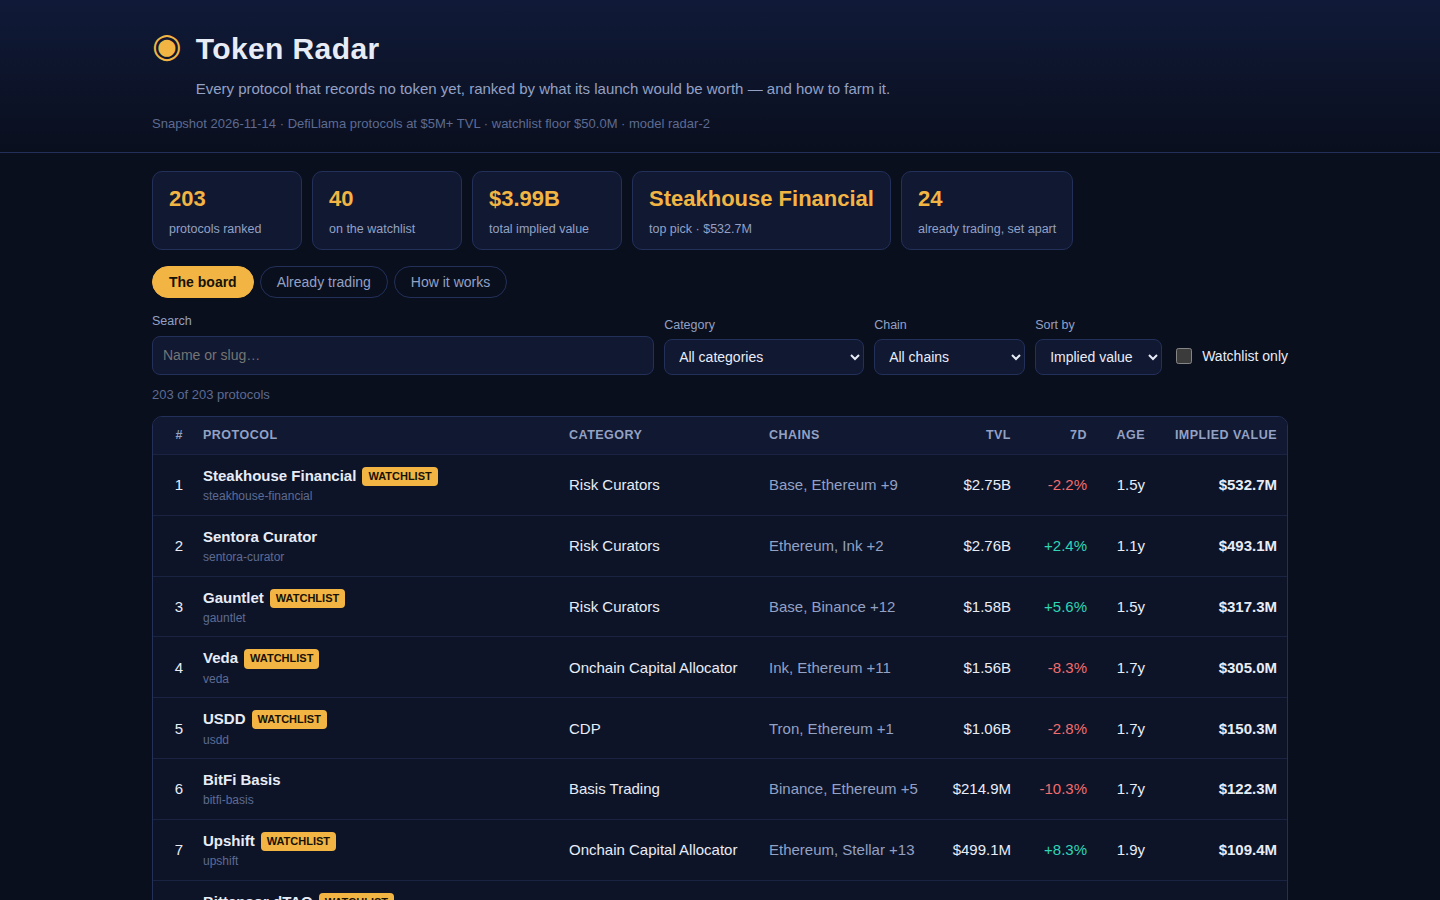 Token Radar
Every protocol that records no token yet, ranked by what its launch would be worth — and how to farm it.
Snapshot 2026-11-14 · DefiLlama protocols at $5M+ TVL · watchlist floor $50.0M · model radar-2
203 40 $3.99B Steakhouse Financial 24
protocols ranked on the watchlist total implied value top pick · $532.7M already trading, set apart
The board Already trading How it works
Search Category Chain Sort by
Name or slug… All categories All chains Implied value Watchlist only
203 of 203 protocols
# PROTOCOL CATEGORY CHAINS TVL 7D AGE IMPLIED VALUE
1 Steakhouse Financial WATCHLIST Risk Curators Base, Ethereum +9 $2.75B -2.2% 1.5y $532.7M
steakhouse-financial
2 Sentora Curator Risk Curators Ethereum, Ink +2 $2.76B +2.4% 1.1y $493.1M
sentora-curator
3 Gauntlet WATCHLIST Risk Curators Base, Binance +12 $1.58B +5.6% 1.5y $317.3M
gauntlet
4 Veda WATCHLIST Onchain Capital Allocator Ink, Ethereum +11 $1.56B -8.3% 1.7y $305.0M
veda
5 USDD WATCHLIST CDP Tron, Ethereum +1 $1.06B -2.8% 1.7y $150.3M
usdd
6 BitFi Basis Basis Trading Binance, Ethereum +5 $214.9M -10.3% 1.7y $122.3M
bitfi-basis
7 Upshift WATCHLIST Onchain Capital Allocator Ethereum, Stellar +13 $499.1M +8.3% 1.9y $109.4M
upshift